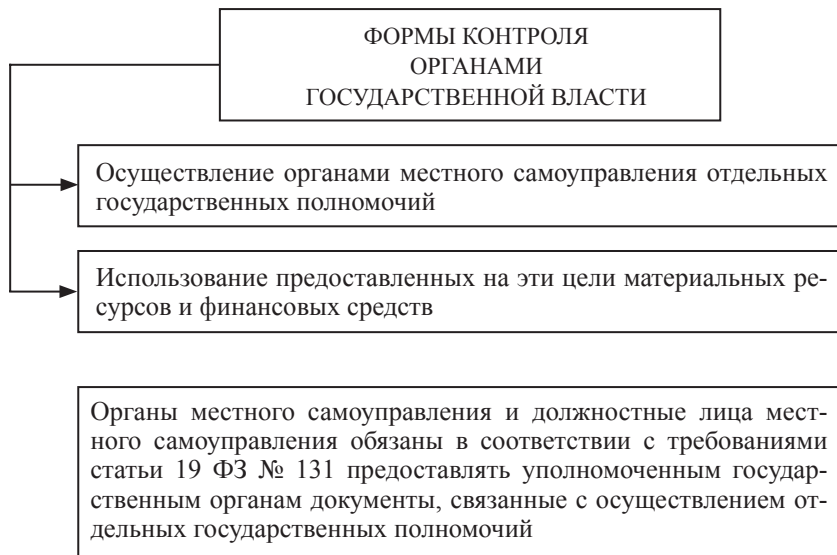 ФОРМЫ КОНТРОЛЯ
ОРГАНАМИ
ГОСУДАРСТВЕННОЙ ВЛАСТИ
Осуществление органами местного самоуправления отдельных
государственных полномочий
Использование предоставленных на эти цели материальных ре-
сурсов и финансовых средств
Органы местного самоуправления и должностные лица мест-
ного самоуправления обязаны в соответствии с требованиями
статьи 19 ФЗ № 131 предоставлять уполномоченным государ-
ственным органам документы, связанные с осуществлением от-
дельных государственных полномочий